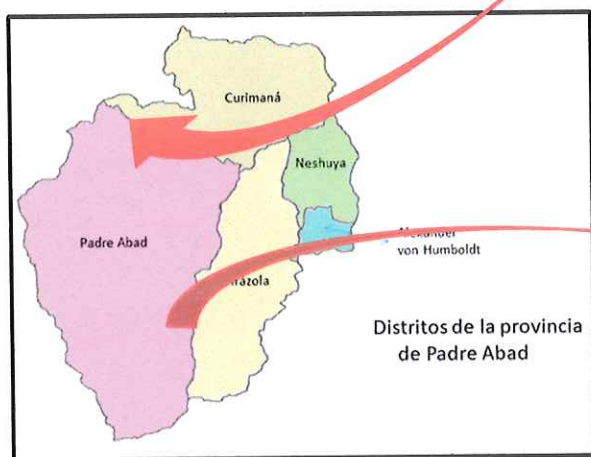 Curimaná
Neshuya
Padre Abad
von Humboldt
Distritos de la provincia
de Padre Abad